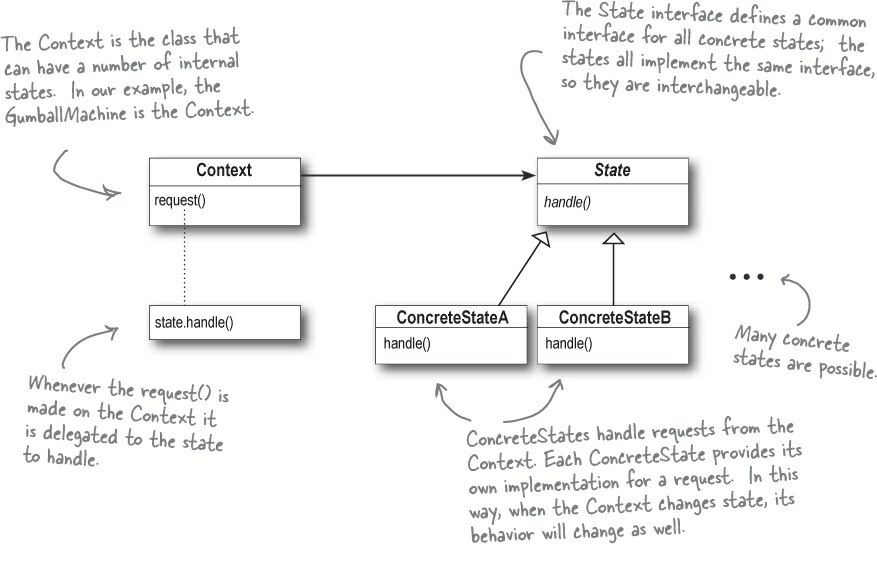 The Context is the class that
can have a number of internal
states. In our example, the
GumballMachine is the Context.
The State interface defines a common
interface for all concrete states; the
states all implement the same interface,
so they are interchangeable.
Context
request()
State
handle()
state.handle()
ConcreteStateA
handle()
ConcreteStateB
handle()
...
Many concrete
states are possible.
Whenever the request() is
made on the Context it
is delegated to the state
to handle.
ConcreteStates handle requests from the
Context. Each ConcreteState provides its
own implementation for a request. In this
way, when the Context changes state, its
behavior will change as well.